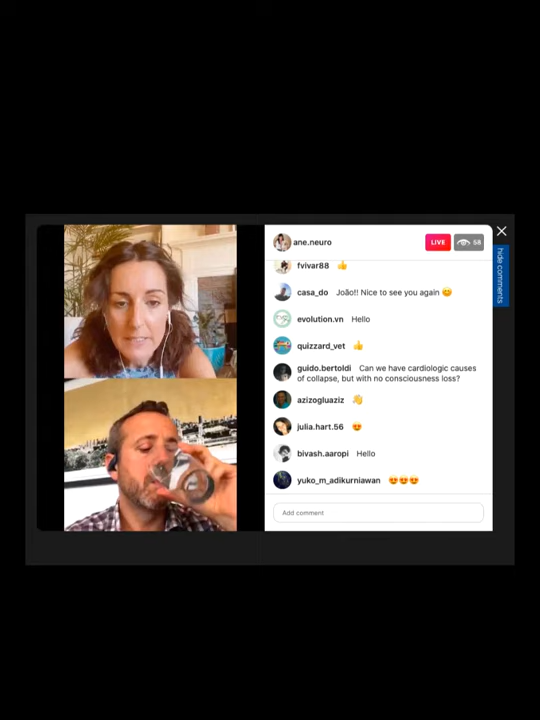 ane.neuro
LIVE
58
hide comments
fvivar88 👍
casa_do João!! Nice to see you again 😊
evolution.vn Hello
quizzard_vet 👍
guido.bertoldi Can we have cardiologic causes
of collapse, but with no consciousness loss?
azizogluaziz 👋
julia.hart.56 😍
bivash.aaropi Hello
yuko_m_adikurniawan 😍😍😍
Add comment